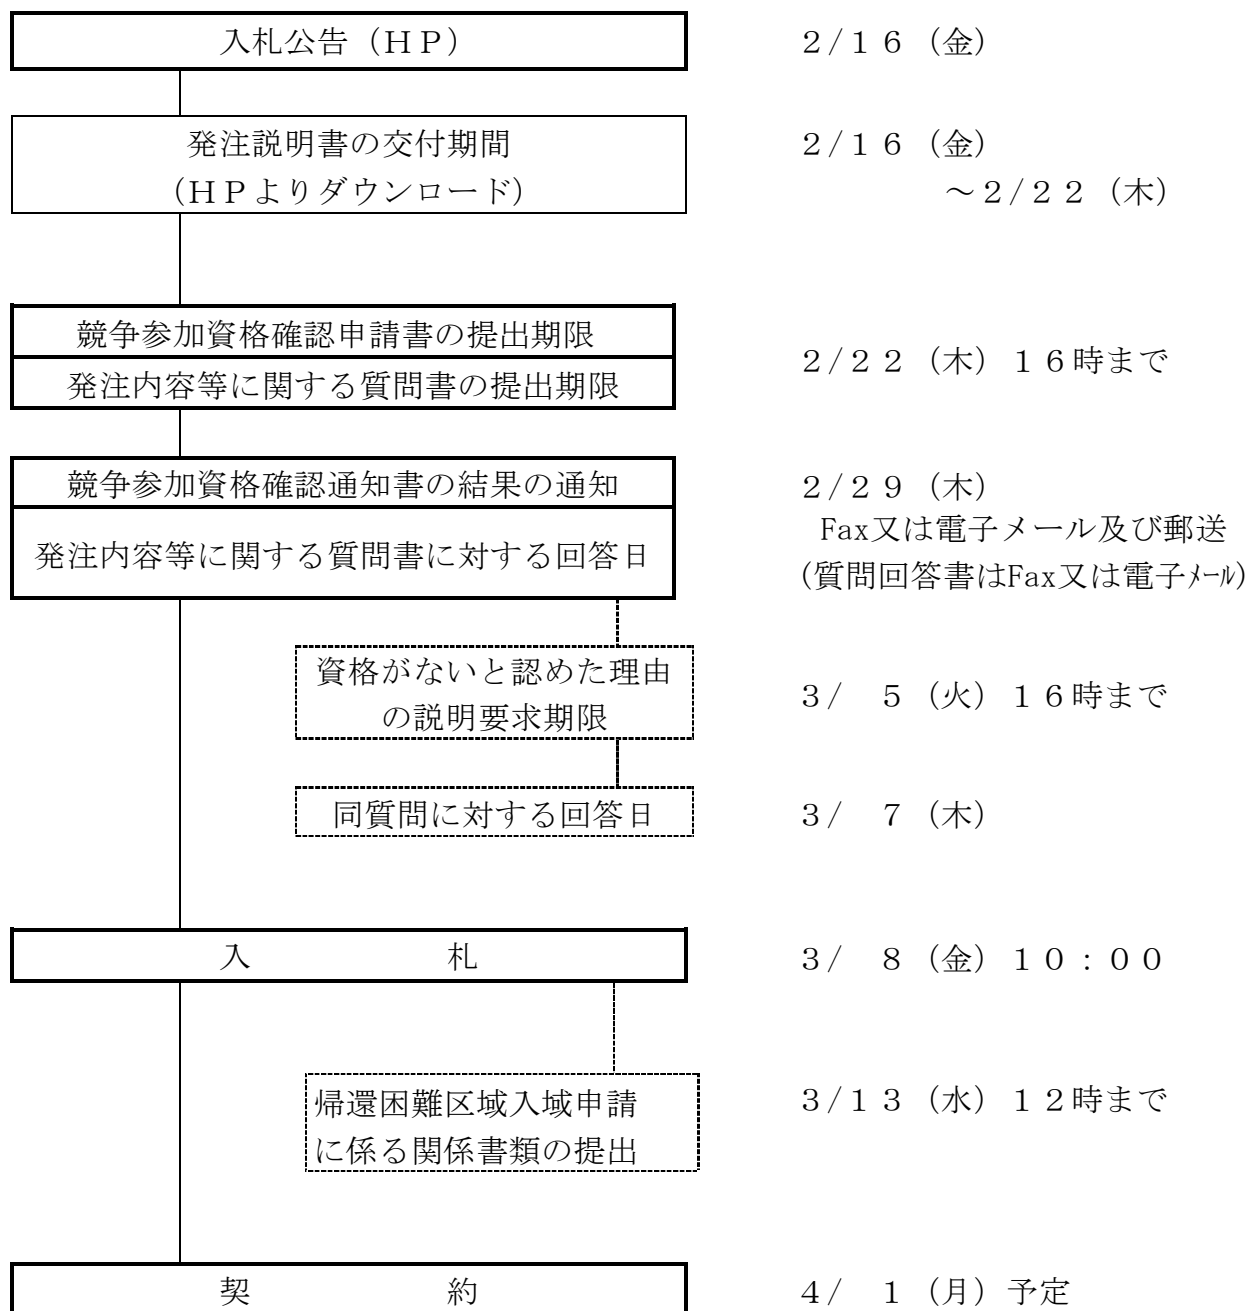 入札公告（ＨＰ）　２/１６（金）
発注説明書の交付期間　２/１６（金）
（ＨＰよりダウンロード）　～２/２２（木）
競争参加資格確認申請書の提出期限
２/２２（木）１６時まで
発注内容等に関する質問書の提出期限
競争参加資格確認通知書の結果の通知　２/２９（木）
Fax又は電子メール及び郵送
発注内容等に関する質問書に対する回答日
(質問回答書はFax又は電子ﾒｰﾙ)
資格がないと認めた理由
の説明要求期限
３/　５（火）１６時まで
同質問に対する回答日　３/　７（木）
入　　　　　札　３/　８（金）１０：００
帰還困難区域入域申請　３/１３（水）１２時まで
に係る関係書類の提出
契　　　　　約　４/　１（月）予定